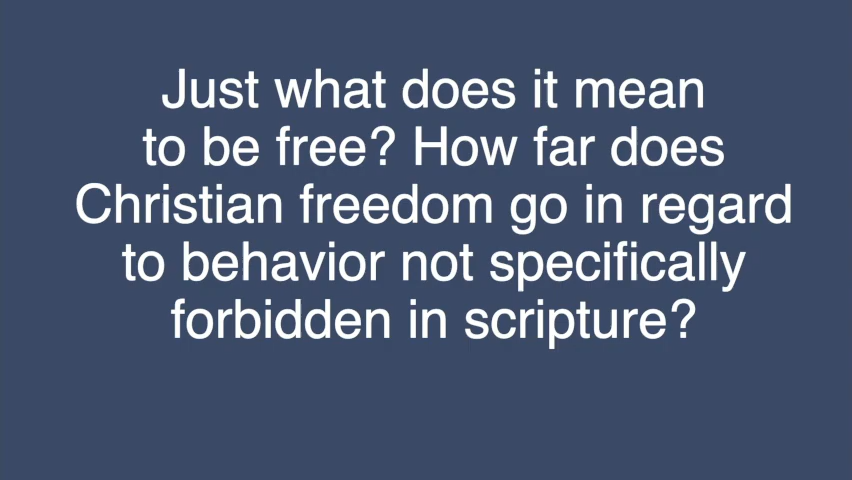 Just what does it mean
to be free? How far does
Christian freedom go in regard
to behavior not specifically
forbidden in scripture?